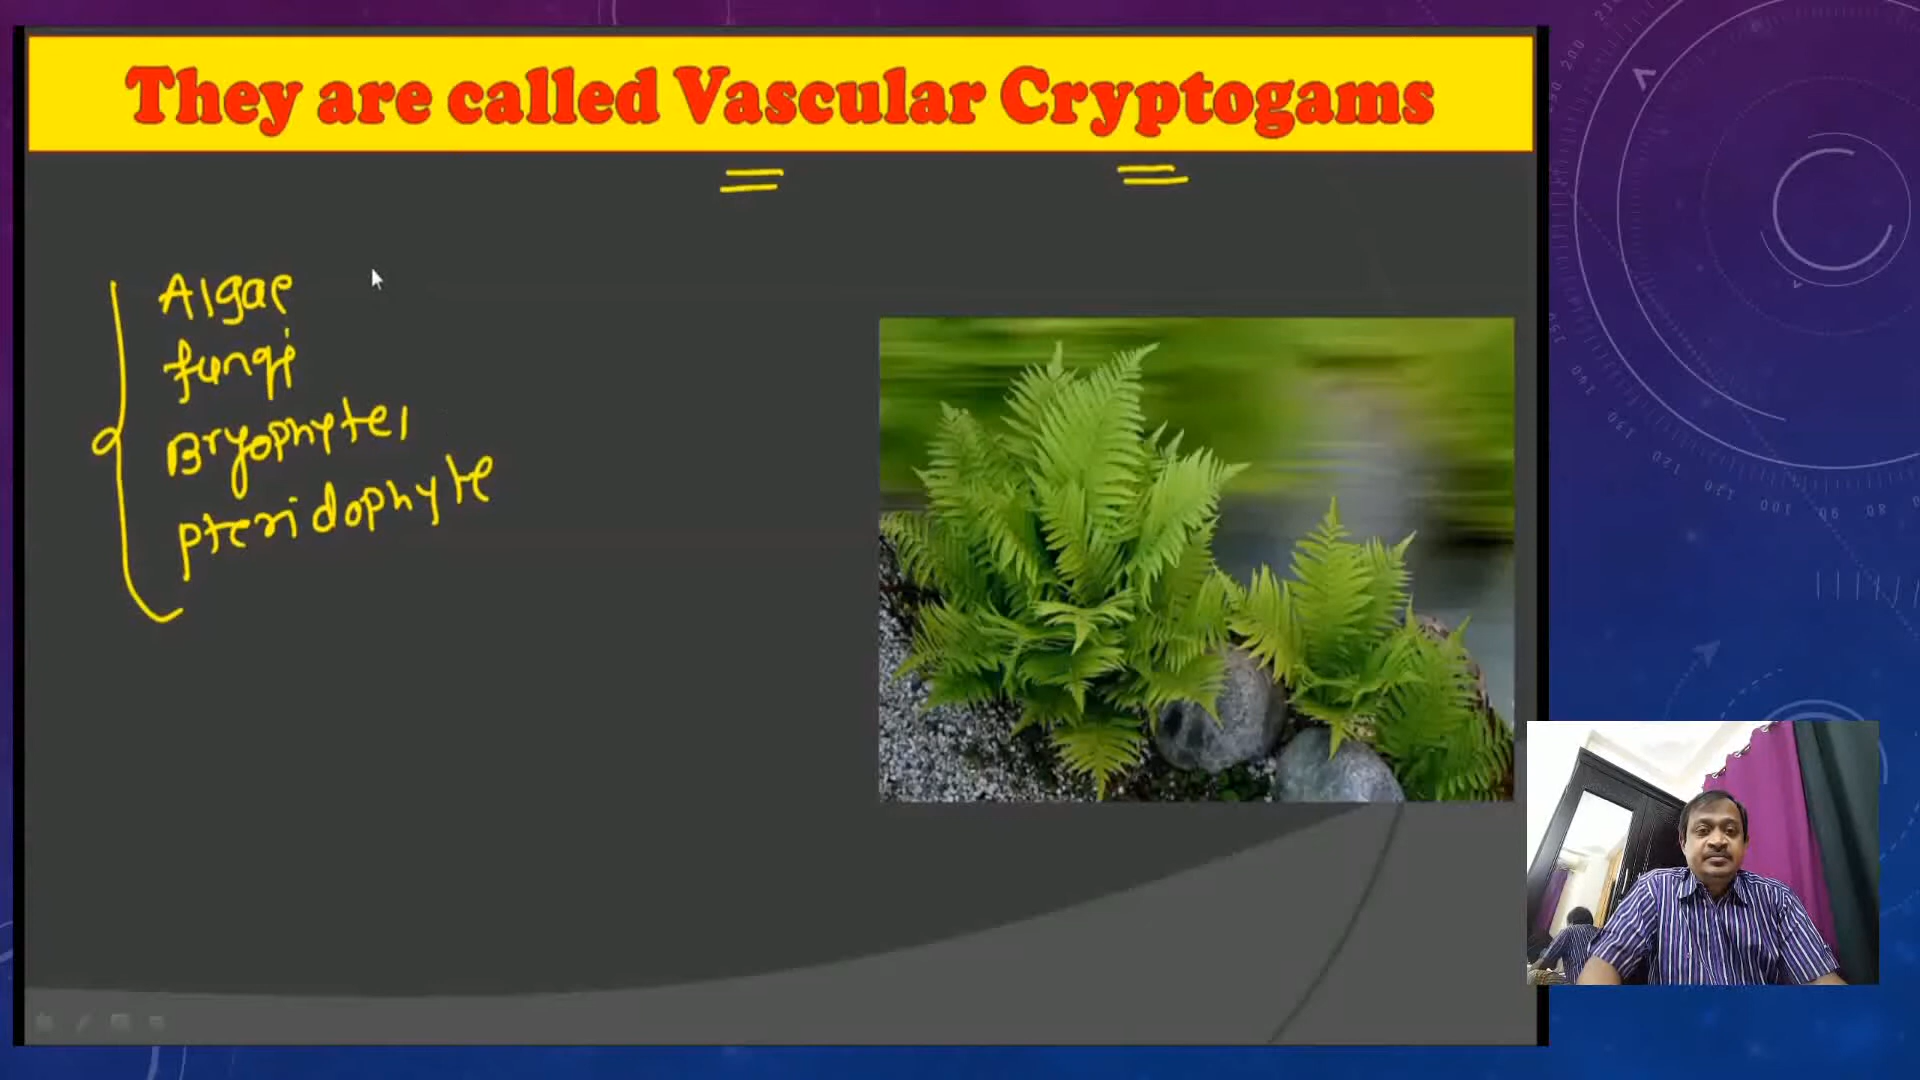 They are called Vascular Cryptogams
Algae
fungi
Bryophytes
pteridophyte